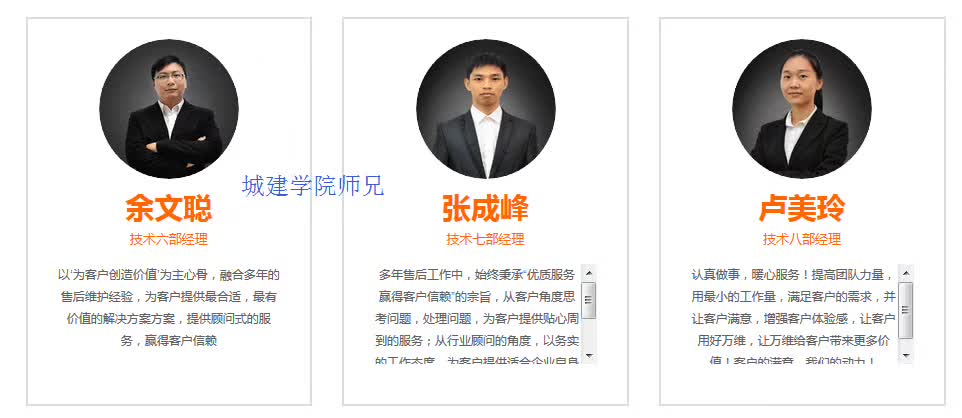 城建学院师兄
余文聪
技术六部经理
以‘为客户创造价值’为主心骨，融合多年的
售后维护经验，为客户提供最合适，最有
价值的解决方案方案，提供顾问式的服
务，赢得客户信赖
张成峰
技术七部经理
多年售后工作中，始终秉承“优质服务
赢得客户信赖”的宗旨，从客户角度思
考问题，处理问题，为客户提供贴心周
到的服务；从行业顾问的角度，以务实
的工作态度，为客户提供适合企业自身
卢美玲
技术八部经理
认真做事，暖心服务！提高团队力量，
用最小的工作量，满足客户的需求，并
让客户满意，增强客户体验感，让客户
用好万维，让万维给客户带来更多价
值！客户的满意，我们的动力！